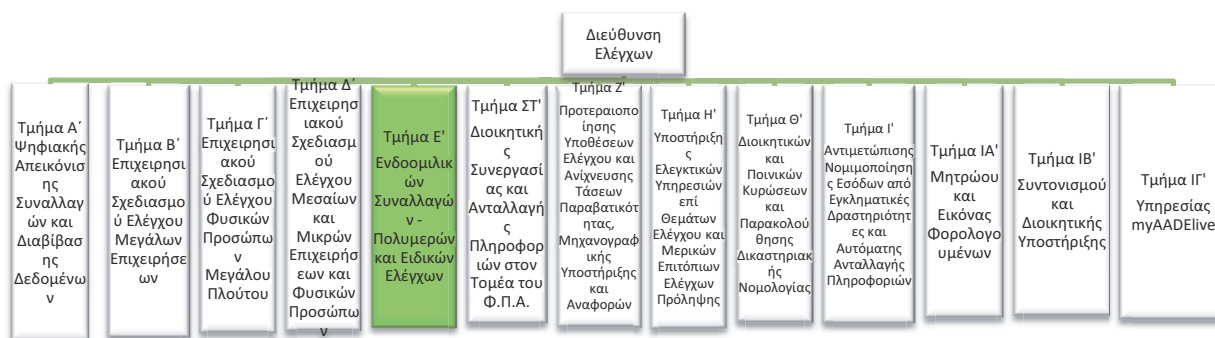 Διεύθυνση
Ελέγχων
Τμήμα Α΄
Ψηφιακής
Απεικόνισ
ης
Συναλλαγ
ών και
Διαβίβασ
ης
Δεδομένω
ν
Τμήμα Β΄
Επιχειρησι
ακού
Σχεδιασμο
ύ Ελέγχου
Μεγάλων
Επιχειρήσε
ων
Τμήμα Γ΄
Επιχειρησι
ακού
Σχεδιασμο
ύ Ελέγχου
Φυσικών
Προσώπω
ν
Μεγάλου
Πλούτου
Τμήμα Δ΄
Επιχειρησ
ιακού
Σχεδιασμ
ού
Ελέγχου
Μεσαίων
και
Μικρών
Επιχειρήσ
εων και
Φυσικών
Προσώπω
ν
Τμήμα Ε'
Ενδοομιλικ
ών
Συναλλαγώ
ν -
Πολυμερών
και Ειδικών
Ελέγχων
Τμήμα ΣΤ'
Διοικητική
ς
Συνεργασί
ας και
Ανταλλαγή
ς
Πληροφορ
ιών στον
Τομέα του
Φ.Π.Α.
Τμήμα Ζ'
Προτεραιοπο
ίησης
Υποθέσεων
Ελέγχου και
Ανίχνευσης
Τάσεων
Παραβατικότ
ητας,
Μηχανογραφ
ικής
Υποστήριξης
και
Αναφορών
Τμήμα Η'
Υποστήριξη
ς
Ελεγκτικών
Υπηρεσιών
επί
Θεμάτων
Ελέγχου και
Μερικών
Επιτόπιων
Ελέγχων
Πρόληψης
Τμήμα Θ'
Διοικητικών
και
Ποινικών
Κυρώσεων
και
Παρακολού
θησης
Δικαστηριακ
ής
Νομολογίας
Τμήμα Ι'
Αντιμετώπισης
Νομιμοποίηση
ς Εσόδων από
Εγκληματικές
Δραστηριότητ
ες και
Αυτόματης
Ανταλλαγής
Πληροφοριών
Τμήμα ΙΑ'
Μητρώου
και
Εικόνας
Φορολογο
υμένων
Τμήμα ΙΒ'
Συντονισμού
και
Διοικητικής
Υποστήριξης
Τμήμα ΙΓ'
Υπηρεσίας
myAADElive